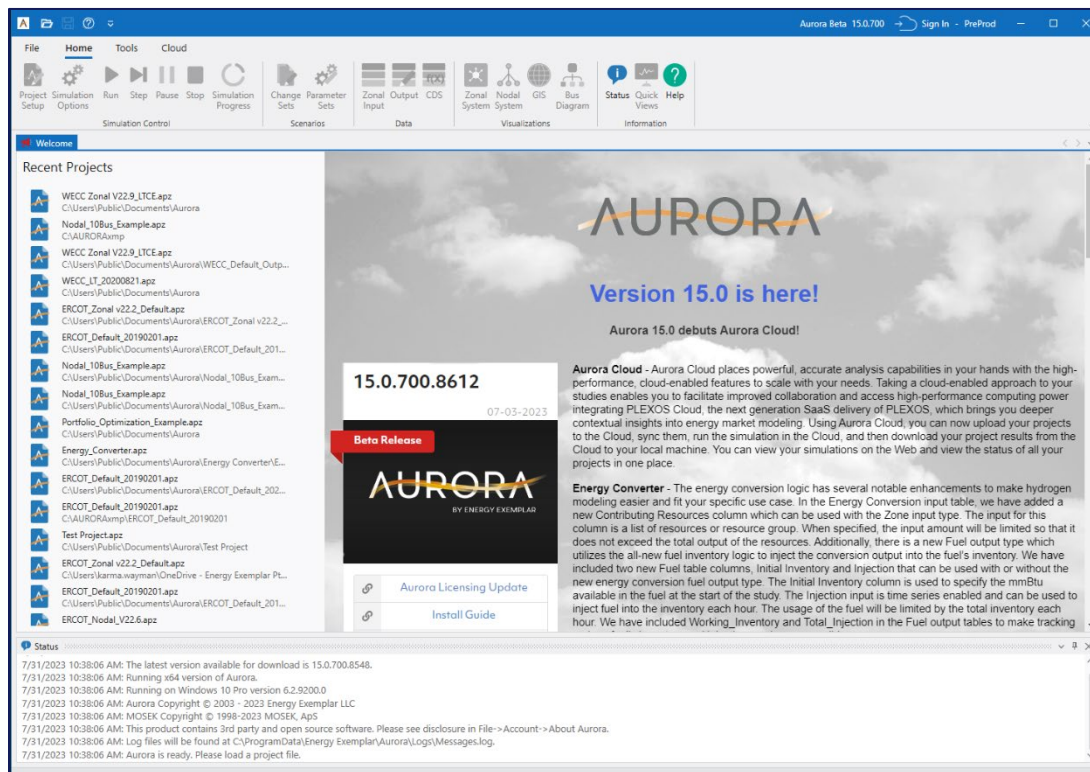 Aurora Beta 15.0.700 Sign In - PreProd
File Home Tools Cloud
Project Setup
Simulation Options
Run
Step
Pause
Stop
Simulation Progress
Change Sets
Parameter Sets
Zonal Input
Output
CDS
Zonal System
Nodal System
GIS
Bus Diagram
Status
Quick Views
Help
Simulation Control
Scenarios
Data
Visualizations
Information
Welcome
Recent Projects
WECC Zonal V22.9_LTCE.apz
C:\Users\Public\Documents\Aurora
Nodal_10Bus_Example.apz
C:\AURORAxmp
WECC Zonal V22.9_LTCE.apz
C:\Users\Public\Documents\Aurora\WECC_Default_Outp...
WECC_LT_20200821.apz
C:\Users\Public\Documents\Aurora
ERCOT_Zonal v22.2_Default.apz
C:\Users\Public\Documents\Aurora\ERCOT_Zonal v22.2_...
ERCOT_Default_20190201.apz
C:\Users\Public\Documents\Aurora\ERCOT_Default_201...
Nodal_10Bus_Example.apz
C:\Users\Public\Documents\Aurora\Nodal_10Bus_Exam...
Nodal_10Bus_Example.apz
C:\Users\Public\Documents\Aurora\Nodal_10Bus_Exam...
Portfolio_Optimization_Example.apz
C:\Users\Public\Documents\Aurora
Energy_Converter.apz
C:\Users\Public\Documents\Aurora\Energy Converter\E...
ERCOT_Default_20190201.apz
C:\Users\Public\Documents\Aurora\ERCOT_Default_202...
ERCOT_Default_20190201.apz
C:\AURORAxmp\ERCOT_Default_20190201
Test Project.apz
C:\Users\Public\Documents\Aurora\Test Project
ERCOT_Zonal v22.2_Default.apz
C:\Users\karma.wayman\OneDrive - Energy Exemplar Pt...
ERCOT_Default_20190201.apz
C:\Users\Public\Documents\Aurora\ERCOT_Default_201...
ERCOT_Nodal_V22.6.apz
15.0.700.8612
07-03-2023
Beta Release
AURORA
BY ENERGY EXEMPLAR
Aurora Licensing Update
Install Guide
AURORA
Version 15.0 is here!
Aurora 15.0 debuts Aurora Cloud!
Aurora Cloud - Aurora Cloud places powerful, accurate analysis capabilities in your hands with the high-
performance, cloud-enabled features to scale with your needs. Taking a cloud-enabled approach to your
studies enables you to facilitate improved collaboration and access high-performance computing power
integrating PLEXOS Cloud, the next generation SaaS delivery of PLEXOS, which brings you deeper
contextual insights into energy market modeling. Using Aurora Cloud, you can now upload your projects
to the Cloud, sync them, run the simulation in the Cloud, and then download your project results from the
Cloud to your local machine. You can view your simulations on the Web and view the status of all your
projects in one place.
Energy Converter - The energy conversion logic has several notable enhancements to make hydrogen
modeling easier and fit your specific use case. In the Energy Conversion input table, we have added a
new Contributing Resources column which can be used with the Zone input type. The input for this
column is a list of resources or resource group. When specified, the input amount will be limited so that it
does not exceed the total output of the resources. Additionally, there is a new Fuel output type which
utilizes the all-new fuel inventory logic to inject the conversion output into the fuel's inventory. We have
included two new Fuel table columns, Initial Inventory and Injection that can be used with or without the
new energy conversion fuel output type. The Initial Inventory column is used to specify the mmBtu
available in the fuel at the start of the study. The Injection input is time series enabled and can be used to
inject fuel into the inventory each hour. The usage of the fuel will be limited by the total inventory each
hour. We have included Working_Inventory and Total_Injection in the Fuel output tables to make tracking
Status
7/31/2023 10:38:06 AM: The latest version available for download is 15.0.700.8548.
7/31/2023 10:38:06 AM: Running x64 version of Aurora.
7/31/2023 10:38:06 AM: Running on Windows 10 Pro version 6.2.9200.0
7/31/2023 10:38:06 AM: Aurora Copyright © 2003 - 2023 Energy Exemplar LLC
7/31/2023 10:38:06 AM: MOSEK Copyright © 1998-2023 MOSEK, ApS
7/31/2023 10:38:06 AM: This product contains 3rd party and open source software. Please see disclosure in File->Account->About Aurora.
7/31/2023 10:38:06 AM: Log files will be found at C:\ProgramData\Energy Exemplar\Aurora\Logs\Messages.log.
7/31/2023 10:38:06 AM: Aurora is ready. Please load a project file.